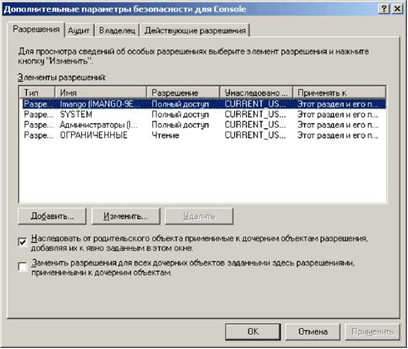 Дополнительные параметры безопасности для Console
Разрешения Аудит Владелец Действующие разрешения
Для просмотра сведений об особых разрешениях выберите элемент разрешения и нажмите
кнопку "Изменить".
Элементы разрешений:
Тип Имя Разрешение Унаследовано ... Применять к
Разре... Imango (IMANGO-9E... Полный доступ CURRENT_US... Этот раздел и его п...
Разре... SYSTEM Полный доступ CURRENT_US... Этот раздел и его п...
Разре... Администраторы (I... Полный доступ CURRENT_US... Этот раздел и его п...
Разре... ОГРАНИЧЕННЫЕ Чтение CURRENT_US... Этот раздел и его п...
Добавить... Изменить... Удалить
Наследовать от родительского объекта применимые к дочерним объектам разрешения,
добавляя их к явно заданным в этом окне.
Заменить разрешения для всех дочерних объектов заданными здесь разрешениями,
применимыми к дочерним объектам.
OK Отмена Применить